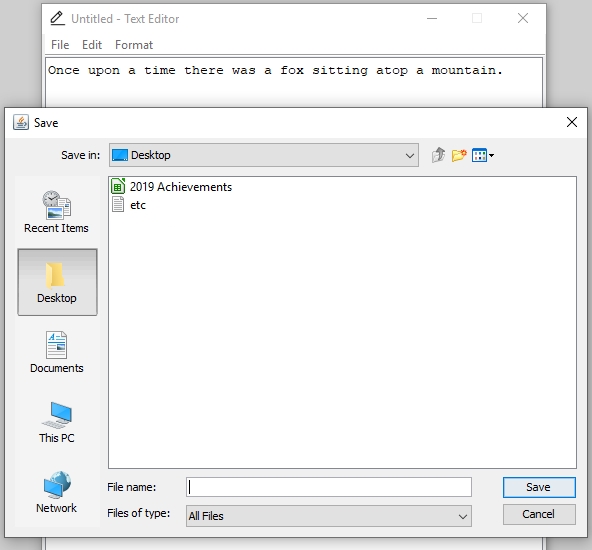 Untitled - Text Editor
File Edit Format
Once upon a time there was a fox sitting atop a mountain.
Save
Save in: Desktop
2019 Achievements
etc
Recent Items
Desktop
Documents
This PC
Network
File name: Save
Files of type: All Files Cancel